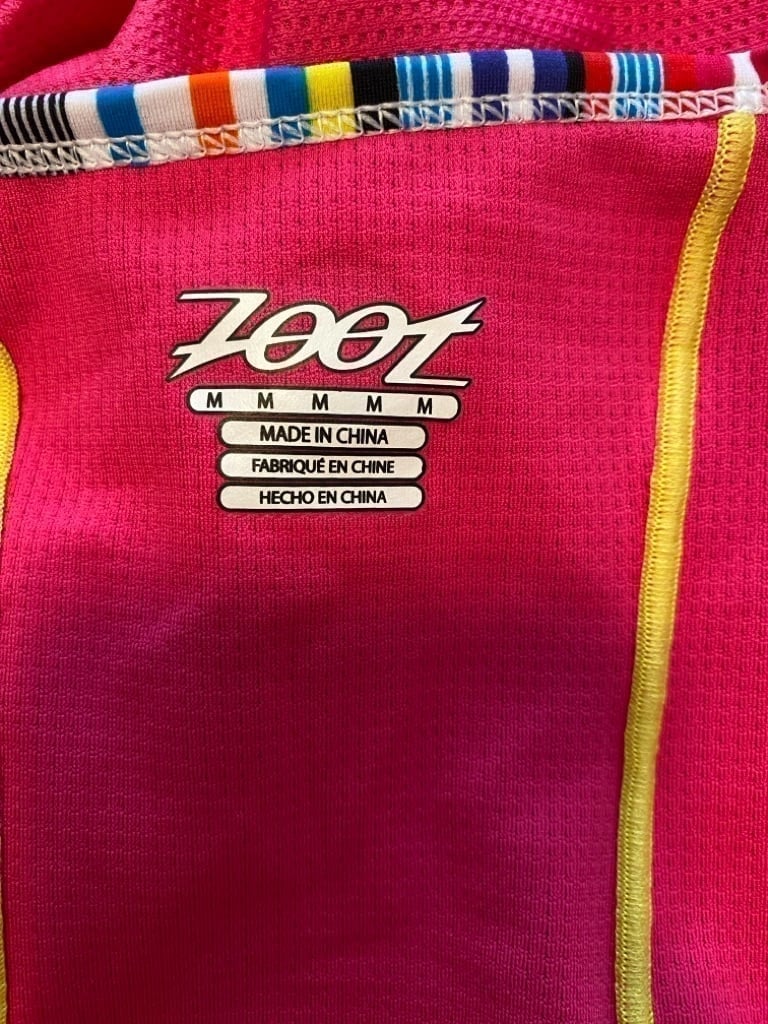 ZOOT
M M M M M
MADE IN CHINA
FABRIQUÉ EN CHINE
HECHO EN CHINA